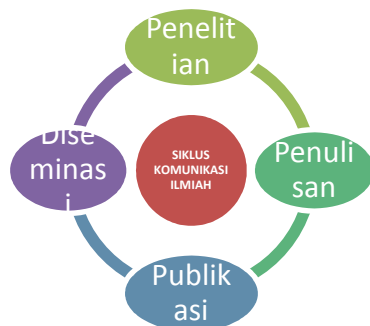 Penelit
ian
Penuli
san
Publik
asi
Dise
minas
i
SIKLUS
KOMUNIKASI
ILMIAH